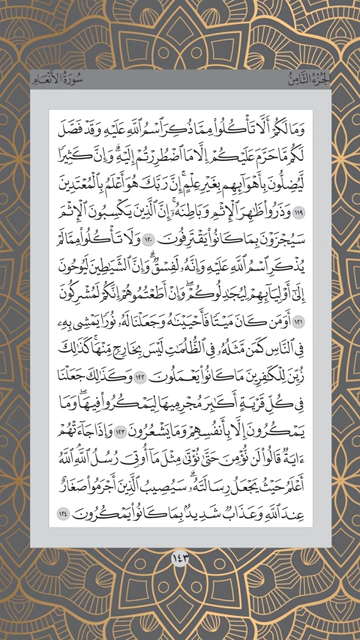 الجزء الثامن
سورة الأنعام
وَمَا لَكُمْ أَلَّا تَأْكُلُوا۟ مِمَّا ذُكِرَ ٱسْمُ ٱللَّهِ عَلَيْهِ وَقَدْ فَصَّلَ
لَكُم مَّا حَرَّمَ عَلَيْكُمْ إِلَّا مَا ٱضْطُرِرْتُمْ إِلَيْهِ ۗ وَإِنَّ كَثِيرًا
لَّيُضِلُّونَ بِأَهْوَآئِهِم بِغَيْرِ عِلْمٍ ۗ إِنَّ رَبَّكَ هُوَ أَعْلَمُ بِٱلْمُعْتَدِينَ
١١٩ وَذَرُوا۟ ظَٰهِرَ ٱلْإِثْمِ وَبَاطِنَهُۥٓ ۚ إِنَّ ٱلَّذِينَ يَكْسِبُونَ ٱلْإِثْمَ
سَيُجْزَوْنَ بِمَا كَانُوا۟ يَقْتَرِفُونَ ١٢٠ وَلَا تَأْكُلُوا۟ مِمَّا لَمْ
يُذْكَرِ ٱسْمُ ٱللَّهِ عَلَيْهِ وَإِنَّهُۥ لَفِسْقٌ ۗ وَإِنَّ ٱلشَّيَٰطِينَ لَيُوحُونَ
إِلَىٰٓ أَوْلِيَآئِهِمْ لِيُجَٰدِلُوكُمْ ۖ وَإِنْ أَطَعْتُمُوهُمْ إِنَّكُمْ لَمُشْرِكُونَ
١٢١ أَوَمَن كَانَ مَيْتًا فَأَحْيَيْنَٰهُ وَجَعَلْنَا لَهُۥ نُورًا يَمْشِى بِهِۦ
فِى ٱلنَّاسِ كَمَن مَّثَلُهُۥ فِى ٱلظُّلُمَٰتِ لَيْسَ بِخَارِجٍ مِّنْهَا ۚ كَذَٰلِكَ
زُيِّنَ لِلْكَٰفِرِينَ مَا كَانُوا۟ يَعْمَلُونَ ١٢٢ وَكَذَٰلِكَ جَعَلْنَا
فِى كُلِّ قَرْيَةٍ أَكَٰبِرَ مُجْرِمِيهَا لِيَمْكُرُوا۟ فِيهَا ۖ وَمَا
يَمْكُرُونَ إِلَّا بِأَنفُسِهِمْ وَمَا يَشْعُرُونَ ١٢٣ وَإِذَا جَآءَتْهُمْ
ءَايَةٌ قَالُوا۟ لَن نُّؤْمِنَ حَتَّىٰ نُؤْتَىٰ مِثْلَ مَآ أُوتِىَ رُسُلُ ٱللَّهِ ۘ ٱللَّهُ
أَعْلَمُ حَيْثُ يَجْعَلُ رِسَالَتَهُۥ ۗ سَيُصِيبُ ٱلَّذِينَ أَجْرَمُوا۟ صَغَارٌ
عِندَ ٱللَّهِ وَعَذَابٌ شَدِيدٌۢ بِمَا كَانُوا۟ يَمْكُرُونَ ١٢٤
١٤٣